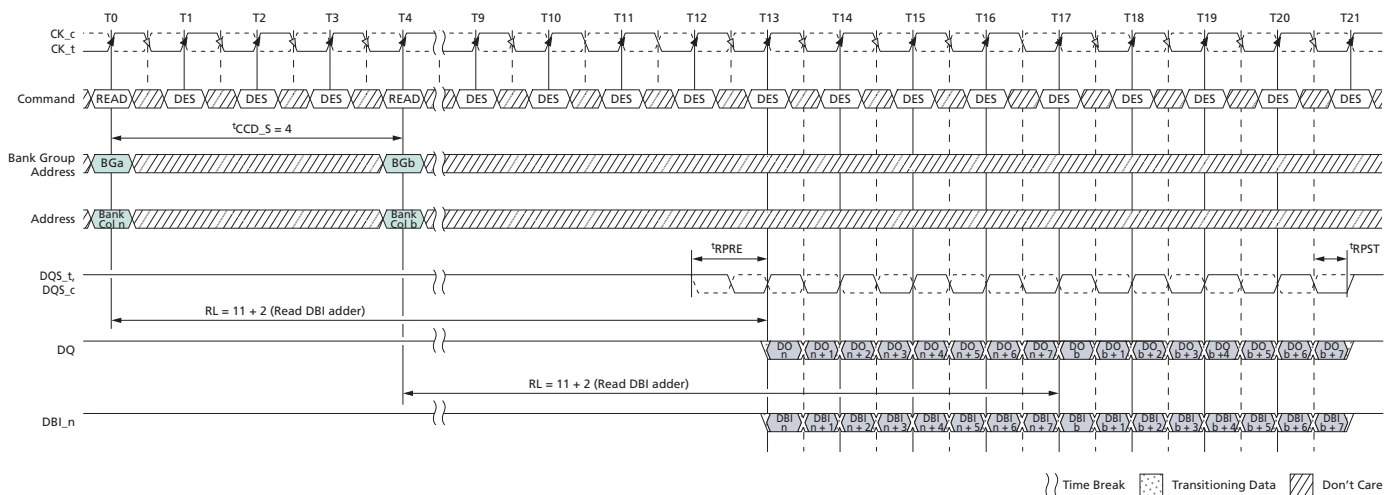 T0 T1 T2 T3 T4 T9 T10 T11 T12 T13 T14 T15 T16 T17 T18 T19 T20 T21
CK_c
CK_t
Command READ DES DES DES READ DES DES DES DES DES DES DES DES DES DES DES DES DES
tCCD_S = 4
Bank Group
Address BGa BGb
Address Bank
Col n Bank
Col b
tRPRE tRPST
DQS_t,
DQS_c
RL = 11 + 2 (Read DBI adder)
DQ DO
n DO
n + 1 DO
n + 2 DO
n + 3 DO
n + 4 DO
n + 5 DO
n + 6 DO
n + 7 DO
b DO
b + 1 DO
b + 2 DO
b + 3 DO
b +4 DO
b + 5 DO
b + 6 DO
b + 7
RL = 11 + 2 (Read DBI adder)
DBI_n DBI
n DBI
n + 1 DBI
n + 2 DBI
n + 3 DBI
n + 4 DBI
n + 5 DBI
n + 6 DBI
n + 7 DBI
b DBI
b + 1 DBI
b + 2 DBI
b + 3 DBI
b + 4 DBI
b + 5 DBI
b + 6 DBI
b + 7
Time Break Transitioning Data Don't Care